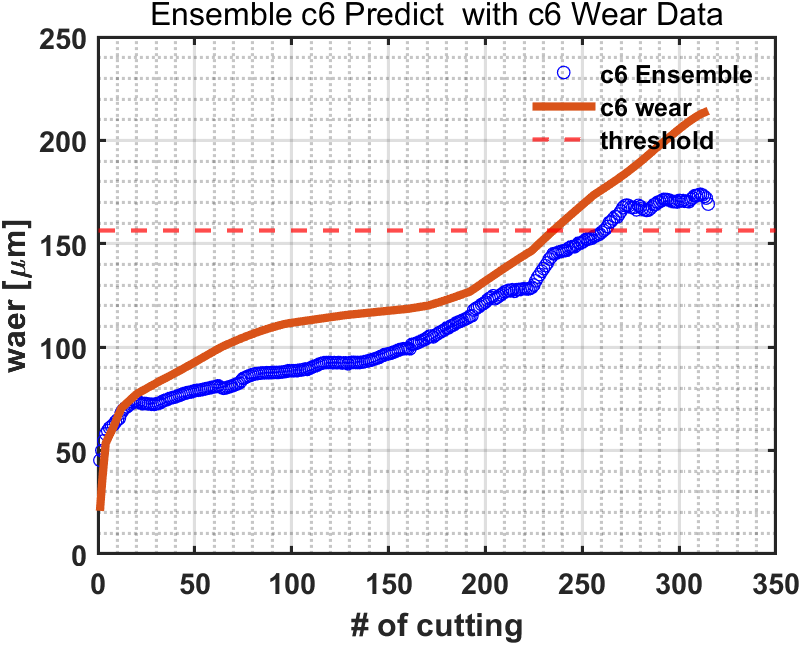 Ensemble c6 Predict  with c6 Wear Data
250
200
150
100
50
0
waer [μm]
c6 Ensemble
c6 wear
threshold
0 50 100 150 200 250 300 350
# of cutting